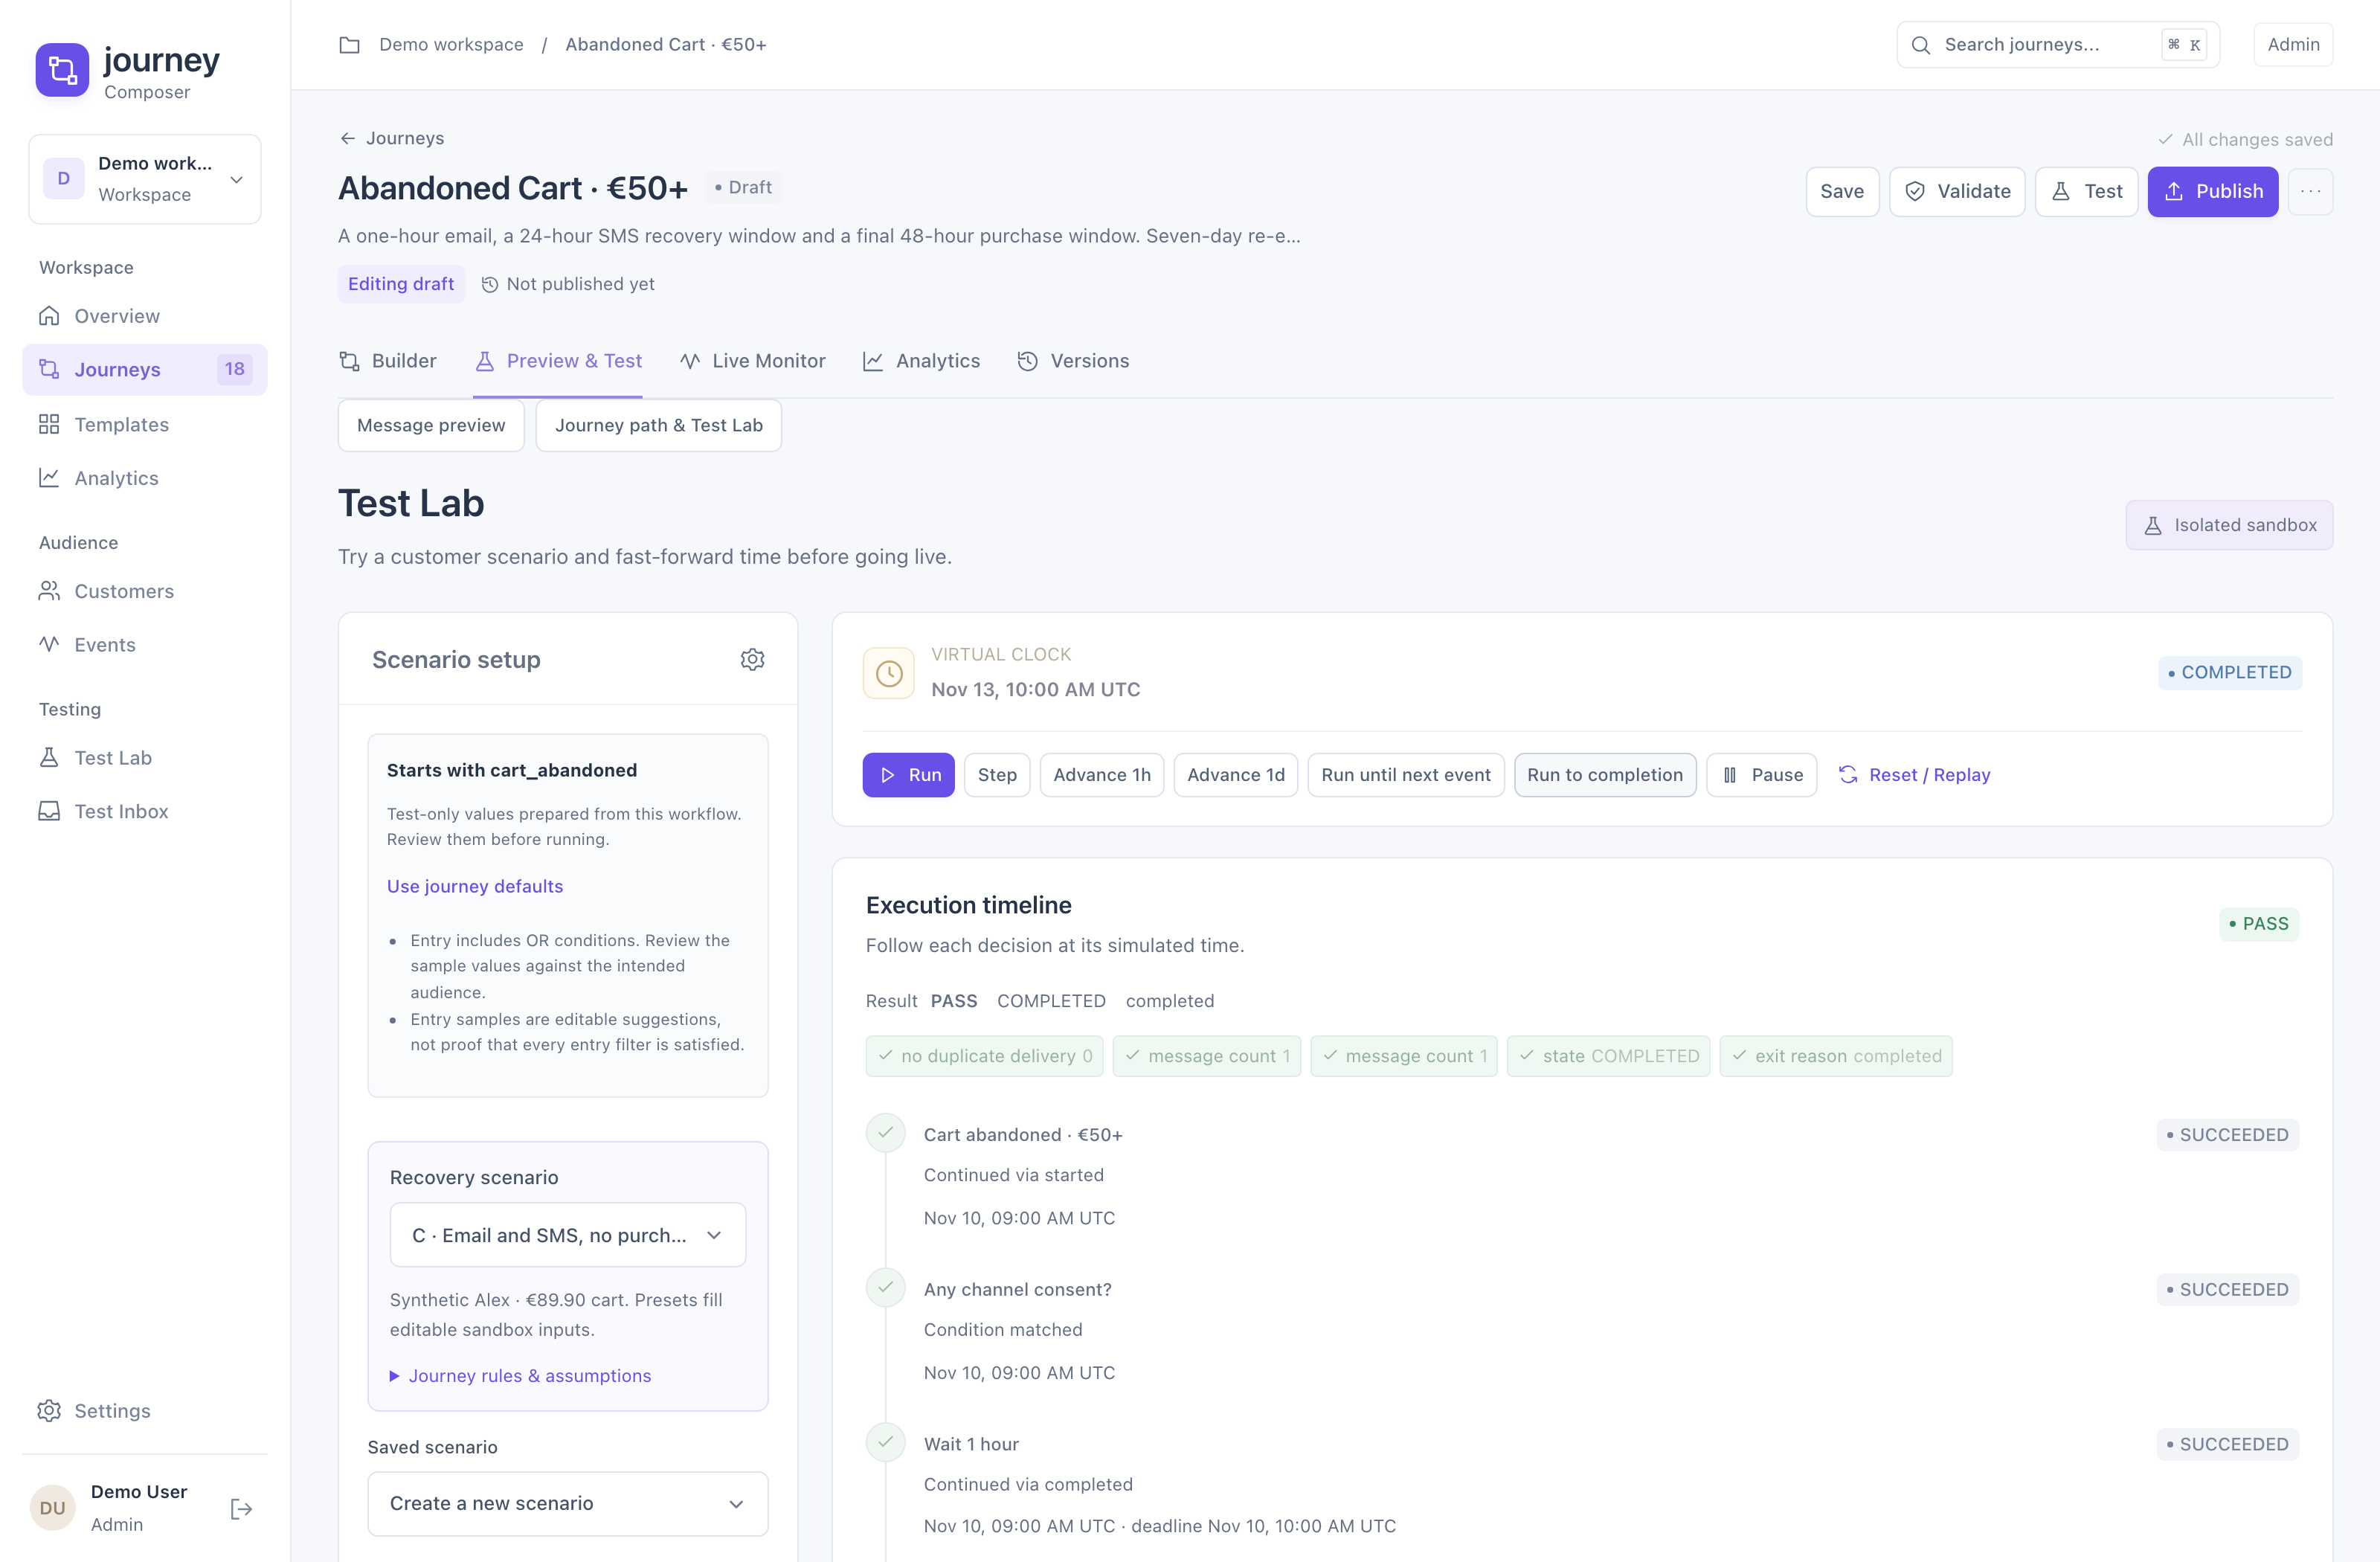 journey
Composer
D
Demo work...
Workspace
Workspace
Overview
Journeys 18
Templates
Analytics
Audience
Customers
Events
Testing
Test Lab
Test Inbox
Settings
DU
Demo User
Admin
Demo workspace / Abandoned Cart · €50+
Search journeys... ⌘ K
Admin
← Journeys
All changes saved
Abandoned Cart · €50+ • Draft
Save Validate Test Publish ...
A one-hour email, a 24-hour SMS recovery window and a final 48-hour purchase window. Seven-day re-e...
Editing draft Not published yet
Builder Preview & Test Live Monitor Analytics Versions
Message preview Journey path & Test Lab
Test Lab
Try a customer scenario and fast-forward time before going live.
Isolated sandbox
Scenario setup
Starts with cart_abandoned
Test-only values prepared from this workflow.
Review them before running.
Use journey defaults
• Entry includes OR conditions. Review the
sample values against the intended
audience.
• Entry samples are editable suggestions,
not proof that every entry filter is satisfied.
Recovery scenario
C · Email and SMS, no purch...
Synthetic Alex · €89.90 cart. Presets fill
editable sandbox inputs.
Journey rules & assumptions
Saved scenario
Create a new scenario
VIRTUAL CLOCK
Nov 13, 10:00 AM UTC
• COMPLETED
Run Step Advance 1h Advance 1d Run until next event Run to completion Pause Reset / Replay
Execution timeline
Follow each decision at its simulated time.
• PASS
Result PASS COMPLETED completed
no duplicate delivery 0 message count 1 message count 1 state COMPLETED exit reason completed
Cart abandoned · €50+ • SUCCEEDED
Continued via started
Nov 10, 09:00 AM UTC
Any channel consent? • SUCCEEDED
Condition matched
Nov 10, 09:00 AM UTC
Wait 1 hour • SUCCEEDED
Continued via completed
Nov 10, 09:00 AM UTC · deadline Nov 10, 10:00 AM UTC